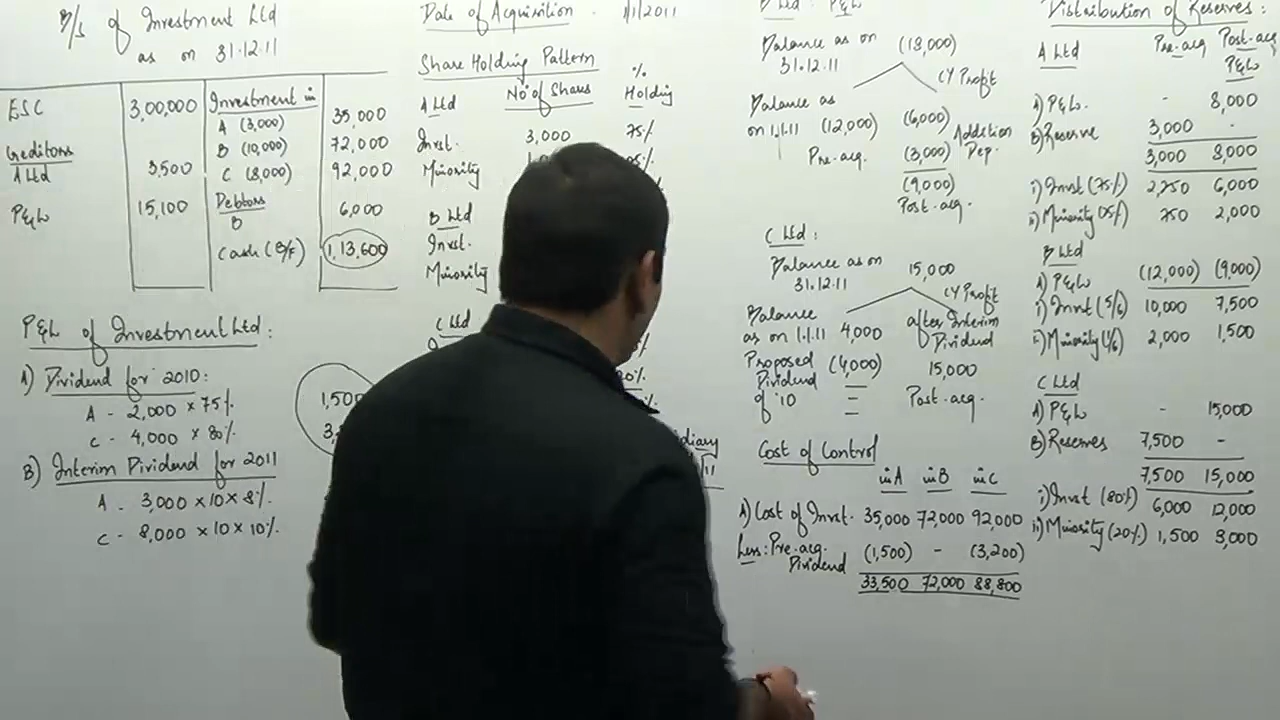 B/S of Investment Ltd
as on 31.12.11
ESC 3,00,000 Investment in
A (3,000) 35,000
B (10,000) 72,000
Creditors
A Ltd 3,500 C (8,000) 92,000
P&L 15,100 Debtors
B 6,000
Cash (B/F) 1,13,600
P&L of Investment Ltd:
A) Dividend for 2010:
A - 2,000 × 75% 1,500
C - 4,000 × 80%
B) Interim Dividend for 2011
A - 3,000 × 10 × 8%
C - 8,000 × 10 × 10%
Date of Acquisition - 1/1/2011
Share Holding Pattern
A Ltd No of Shares % Holding
Invst. 3,000 75%
Minority
B Ltd
Invst.
Minority
C Ltd
20%
B Ltd: P&L
Balance as on 31.12.11 (18,000)
CY Profit
Balance as on 1.1.11 (12,000) (6,000)
Pre-acq. (3,000) Addition Dep.
(9,000)
Post-acq.
C Ltd:
Balance as on 31.12.11 15,000
CY Profit after Interim Dividend
Balance as on 1.1.11 4,000
Proposed Dividend of '10 (4,000) 15,000
Post-acq.
Cost of Control
in A in B in C
A) Cost of Invst. 35,000 72,000 92,000
Less: Pre-acq. Dividend (1,500) - (3,200)
33,500 72,000 88,800
Distribution of Reserves:
A Ltd Pre-acq Post-acq
P&L
A) P&L. - 8,000
B) Reserve 3,000 -
3,000 8,000
i) Invst (75%) 2,250 6,000
ii) Minority (25%) 750 2,000
B Ltd
A) P&L (12,000) (9,000)
i) Invst (5/6) 10,000 7,500
ii) Minority (1/6) 2,000 1,500
C Ltd
A) P&L - 15,000
B) Reserves 7,500 -
7,500 15,000
i) Invst (80%) 6,000 12,000
ii) Minority (20%) 1,500 3,000